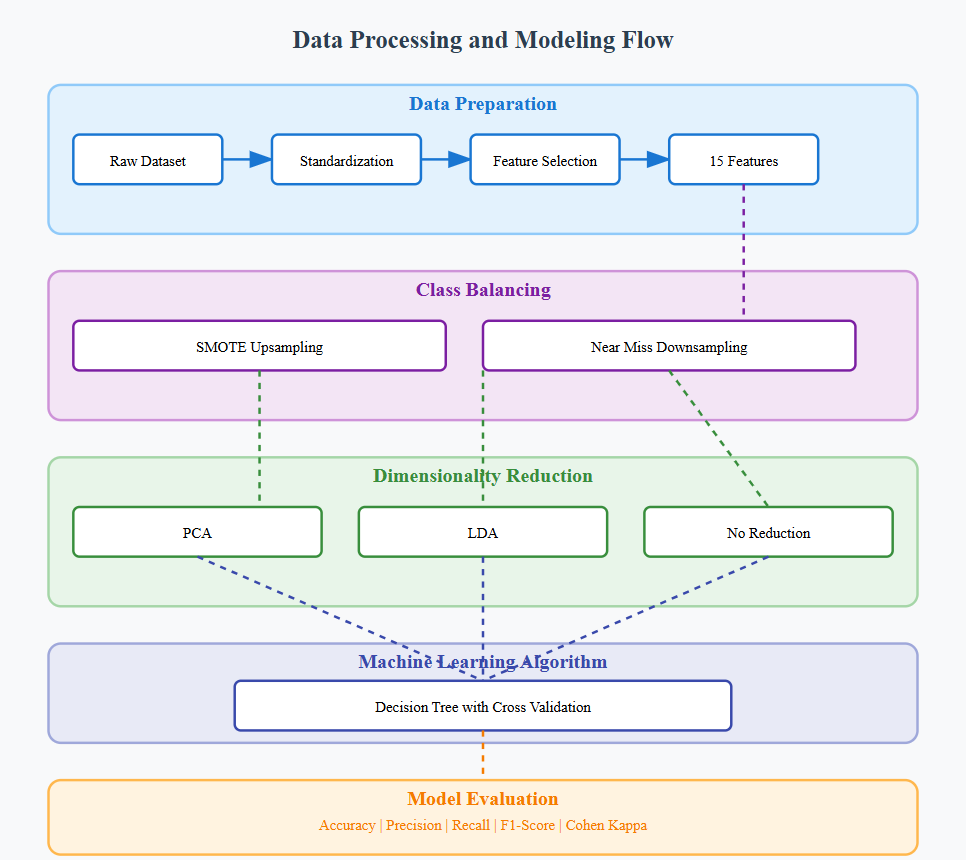 Data Processing and Modeling Flow
Data Preparation
Raw Dataset
Standardization
Feature Selection
15 Features
Class Balancing
SMOTE Upsampling
Near Miss Downsampling
Dimensionality Reduction
PCA
LDA
No Reduction
Machine Learning Algorithm
Decision Tree with Cross Validation
Model Evaluation
Accuracy | Precision | Recall | F1-Score | Cohen Kappa